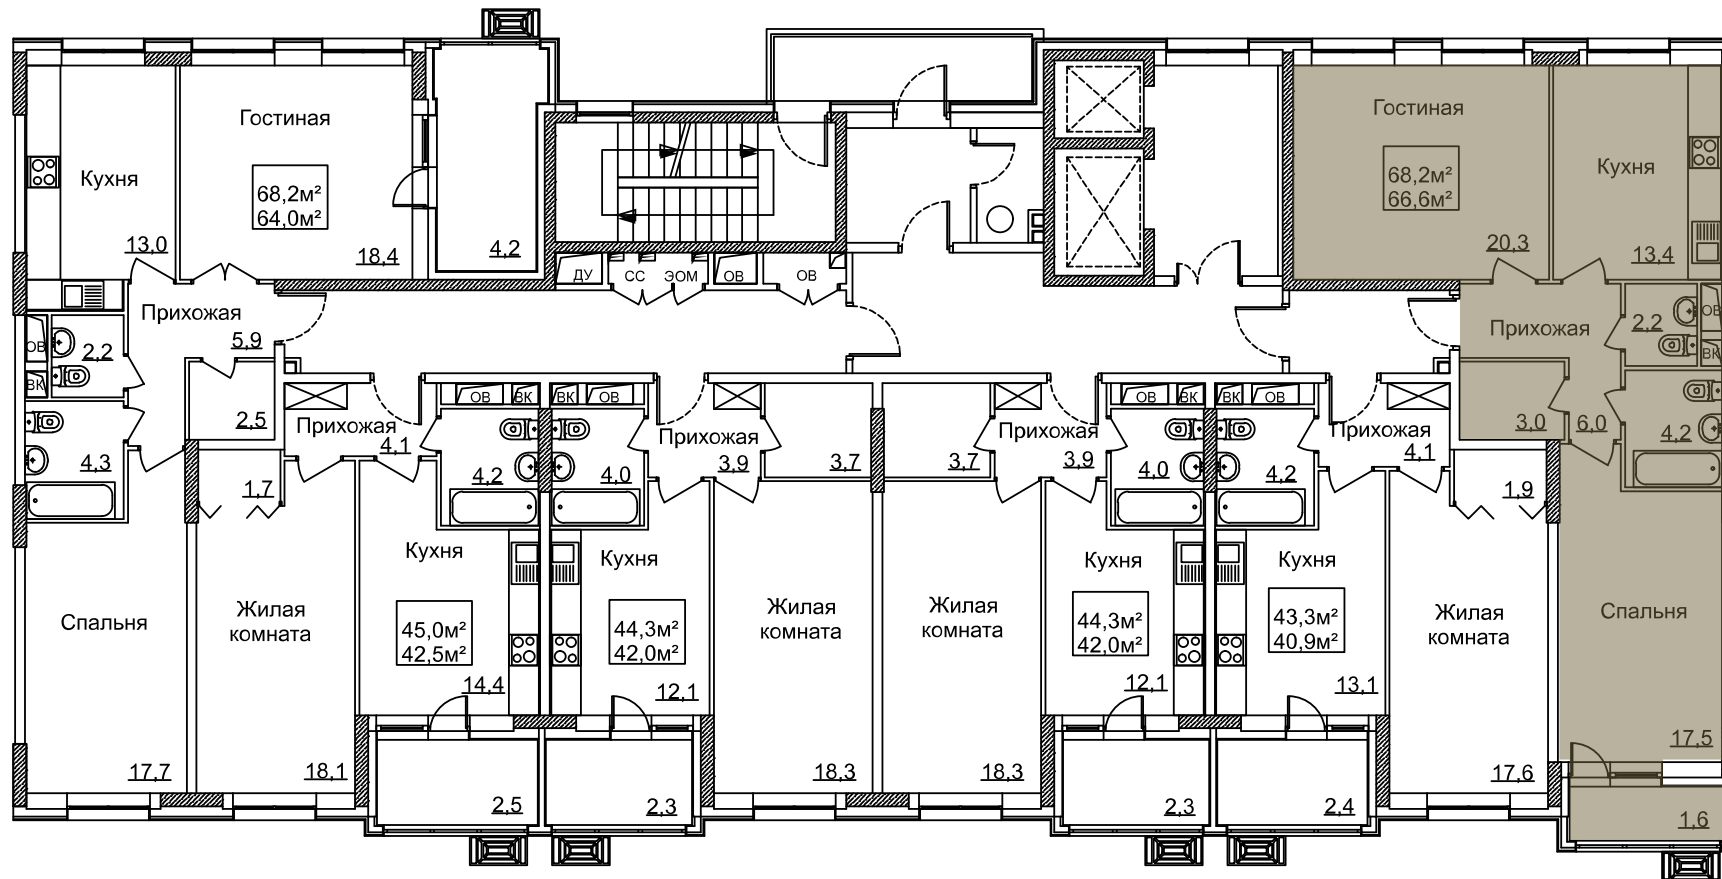 Гостиная
Кухня
68,2м²
64,0м²
13,0
18,4
4,2
Гостиная
Кухня
68,2м²
66,6м²
20,3
13,4
ДУ
СС
ЭОМ
ОВ
ОВ
Прихожая
5,9
ОВ
2,2
ВК
2,5
4,3
Прихожая
2,2
ОВ
ВК
3,0
6,0
4,2
1,7
Прихожая
4,1
ОВ
ВК
4,2
ВК
ОВ
4,0
Прихожая
3,9
3,7
3,7
Прихожая
3,9
ОВ
ВК
4,0
ВК
ОВ
4,2
Прихожая
4,1
1,9
Спальня
17,7
Жилая
комната
18,1
Кухня
45,0м²
42,5м²
14,4
2,5
Кухня
44,3м²
42,0м²
12,1
2,3
Жилая
комната
18,3
Жилая
комната
18,3
Кухня
44,3м²
42,0м²
12,1
2,3
Кухня
43,3м²
40,9м²
13,1
2,4
Жилая
комната
17,6
Спальня
17,5
1,6